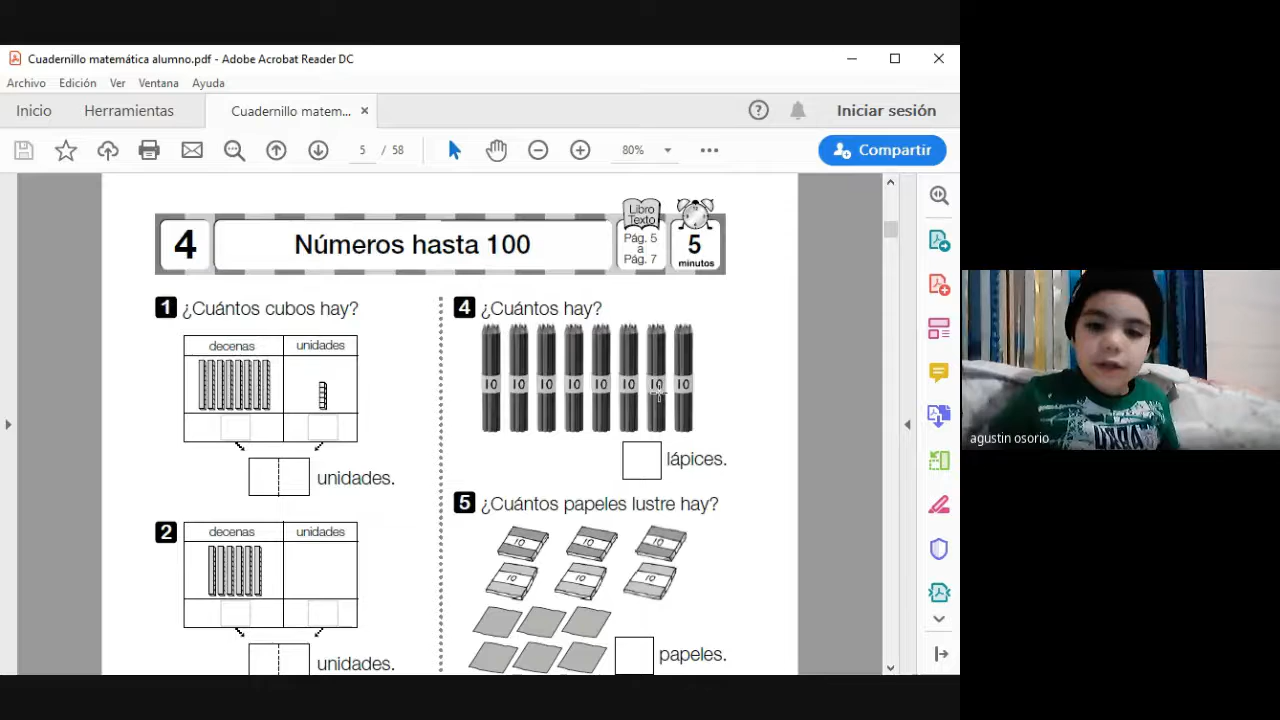 Cuadernillo matemática alumno.pdf - Adobe Acrobat Reader DC
Archivo Edición Ver Ventana Ayuda
Inicio Herramientas Cuadernillo matem... Iniciar sesión
5 / 58 80% Compartir
4 Números hasta 100
Libro
Texto
Pág. 5
a
Pág. 7
5
minutos
1 ¿Cuántos cubos hay?
decenas unidades
unidades.
2
decenas unidades
unidades.
4 ¿Cuántos hay?
10 10 10 10 10 10 10 10
lápices.
5 ¿Cuántos papeles lustre hay?
10 10 10
10 10 10
papeles.
agustin osorio